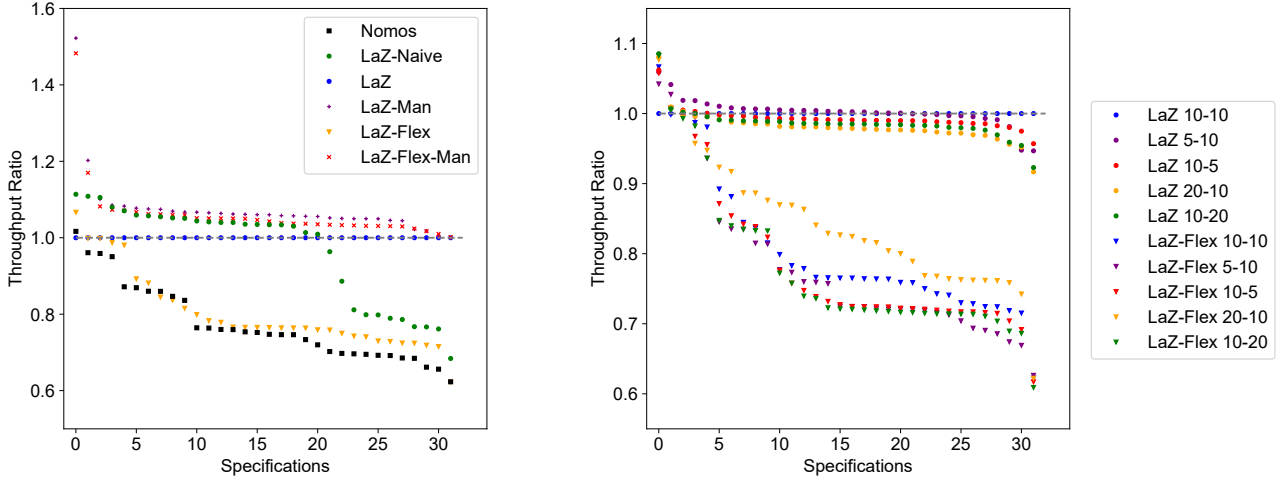 1.6
1.4
1.2
1.0
0.8
0.6
Throughput Ratio
0 5 10 15 20 25 30
Specifications
Nomos
LaZ-Naive
LaZ
LaZ-Man
LaZ-Flex
LaZ-Flex-Man
1.1
1.0
0.9
0.8
0.7
0.6
Throughput Ratio
0 5 10 15 20 25 30
Specifications
LaZ 10-10
LaZ 5-10
LaZ 10-5
LaZ 20-10
LaZ 10-20
LaZ-Flex 10-10
LaZ-Flex 5-10
LaZ-Flex 10-5
LaZ-Flex 20-10
LaZ-Flex 10-20